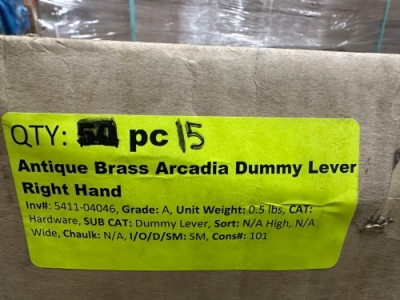 QTY: pc 15
Antique Brass Arcadia Dummy Lever
Right Hand
Inv#: 5411-04046, Grade: A, Unit Weight: 0.5 lbs, CAT:
Hardware, SUB CAT: Dummy Lever, Sort: N/A High, N/A
Wide, Chaulk: N/A, I/O/D/SM: SM, Cons#: 101